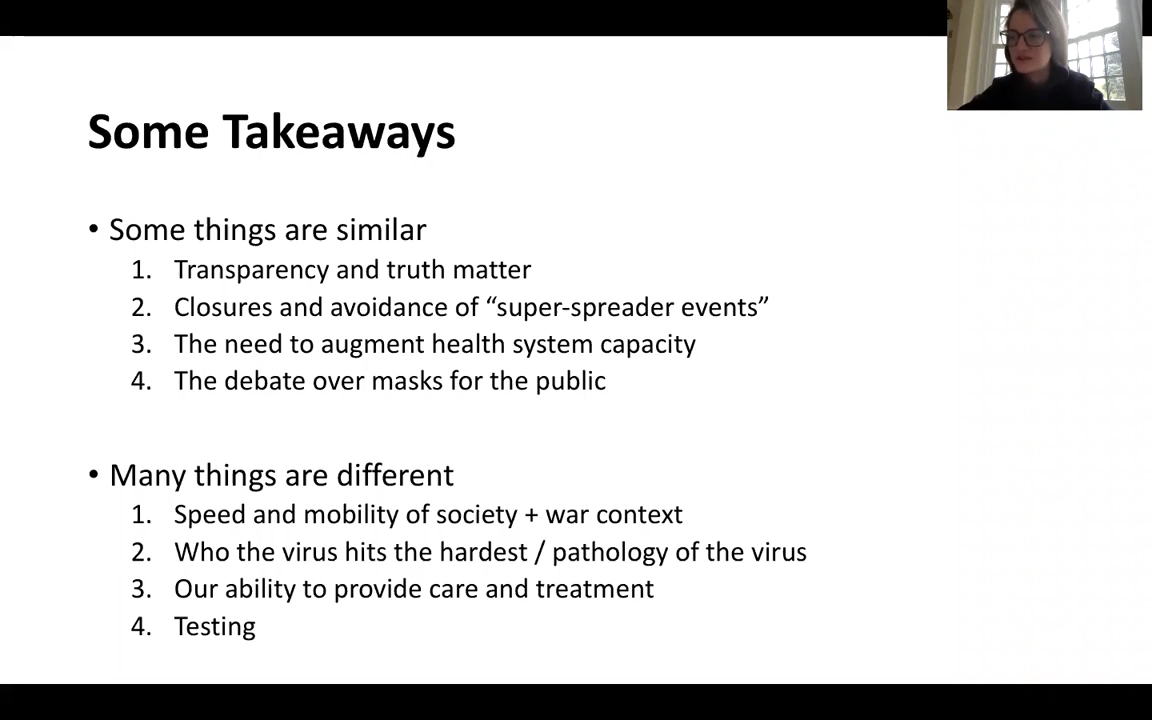 Some Takeaways
• Some things are similar
1. Transparency and truth matter
2. Closures and avoidance of “super-spreader events”
3. The need to augment health system capacity
4. The debate over masks for the public
• Many things are different
1. Speed and mobility of society + war context
2. Who the virus hits the hardest / pathology of the virus
3. Our ability to provide care and treatment
4. Testing